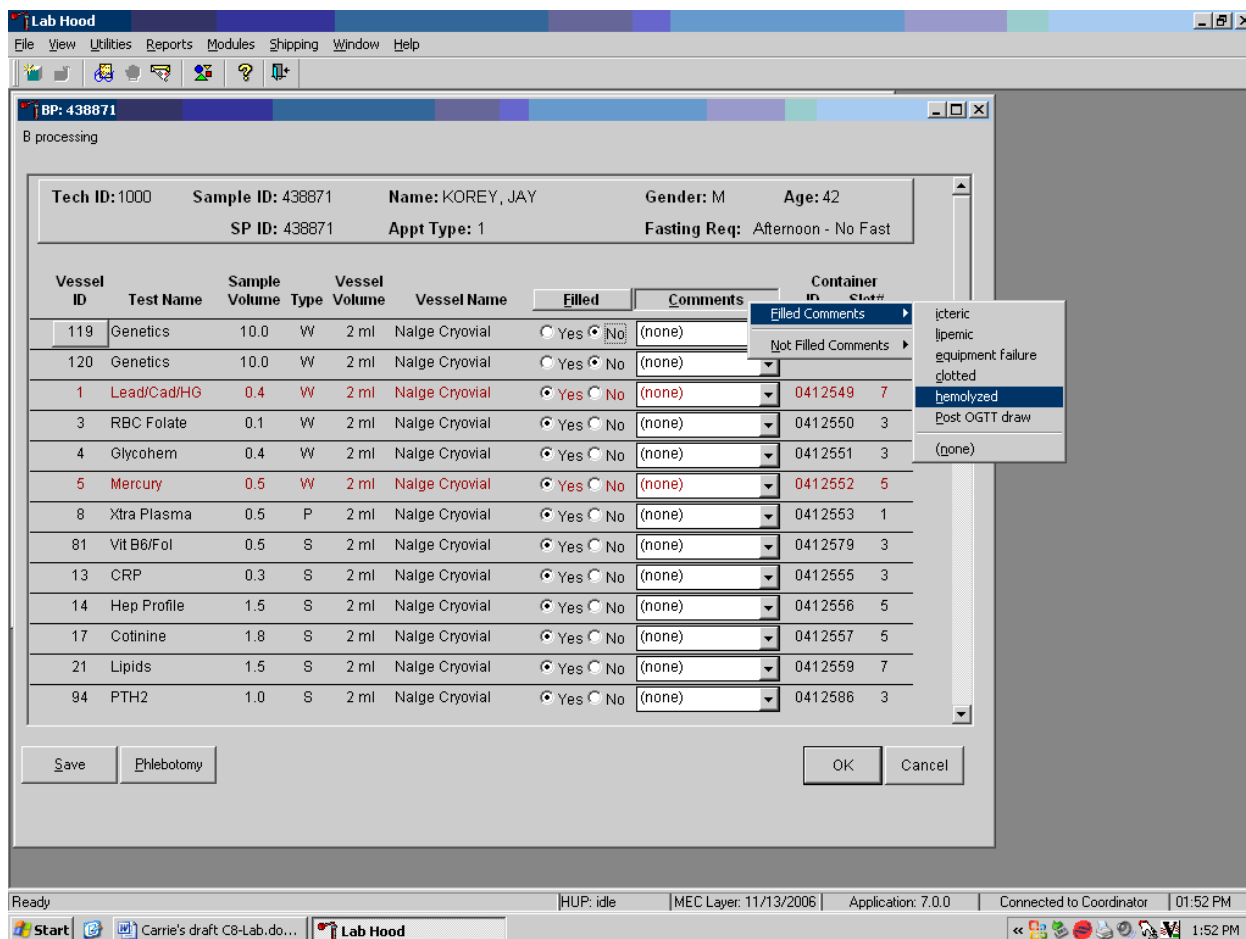 Lab Hood
File View Utilities Reports Modules Shipping Window Help
BP: 438871
B processing
Tech ID: 1000 Sample ID: 438871 Name: KOREY, JAY Gender: M Age: 42
SP ID: 438871 Appt Type: 1 Fasting Req: Afternoon - No Fast
Vessel Sample Vessel Container
ID Test Name Volume Type Volume Vessel Name Filled Comments ID Slot#
119 Genetics 10.0 W 2 ml Nalge Cryovial Yes No (none)
120 Genetics 10.0 W 2 ml Nalge Cryovial Yes No (none)
1 Lead/Cad/HG 0.4 W 2 ml Nalge Cryovial Yes No (none) 0412549 7
3 RBC Folate 0.1 W 2 ml Nalge Cryovial Yes No (none) 0412550 3
4 Glycohem 0.4 W 2 ml Nalge Cryovial Yes No (none) 0412551 3
5 Mercury 0.5 W 2 ml Nalge Cryovial Yes No (none) 0412552 5
8 Xtra Plasma 0.5 P 2 ml Nalge Cryovial Yes No (none) 0412553 1
81 Vit B6/Fol 0.5 S 2 ml Nalge Cryovial Yes No (none) 0412579 3
13 CRP 0.3 S 2 ml Nalge Cryovial Yes No (none) 0412555 3
14 Hep Profile 1.5 S 2 ml Nalge Cryovial Yes No (none) 0412556 5
17 Cotinine 1.8 S 2 ml Nalge Cryovial Yes No (none) 0412557 5
21 Lipids 1.5 S 2 ml Nalge Cryovial Yes No (none) 0412559 7
94 PTH2 1.0 S 2 ml Nalge Cryovial Yes No (none) 0412586 3
Filled Comments
Not Filled Comments
icteric
lipemic
equipment failure
clotted
hemolyzed
Post OGTT draw
(none)
Save Phlebotomy OK Cancel
Ready HUP: idle MEC Layer: 11/13/2006 Application: 7.0.0 Connected to Coordinator 01:52 PM
Start Carrie's draft C8-Lab.do... Lab Hood 1:52 PM